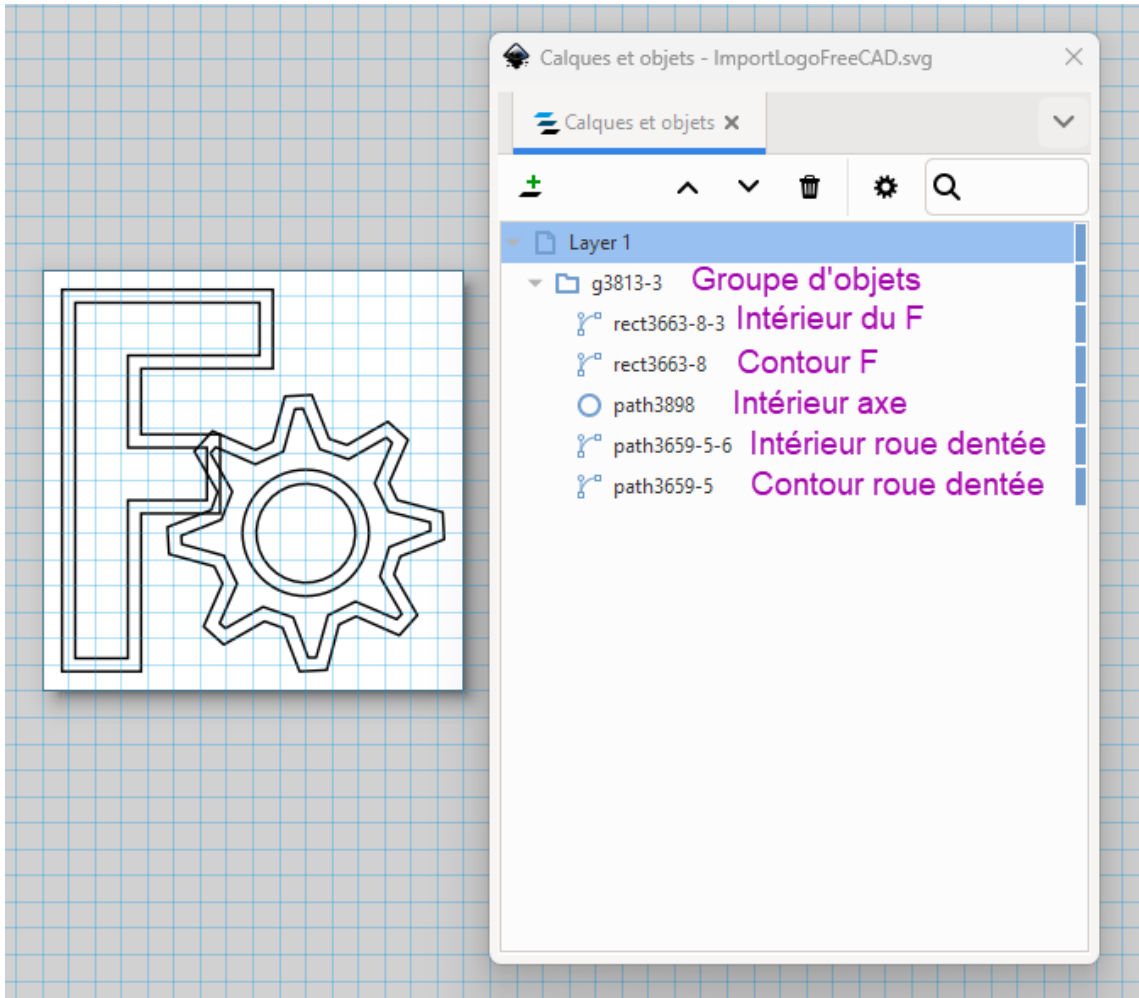 Calques et objets - ImportLogoFreeCAD.svg
Calques et objets
Layer 1
g3813-3 Groupe d'objets
rect3663-8-3 Intérieur du F
rect3663-8 Contour F
path3898 Intérieur axe
path3659-5-6 Intérieur roue dentée
path3659-5 Contour roue dentée